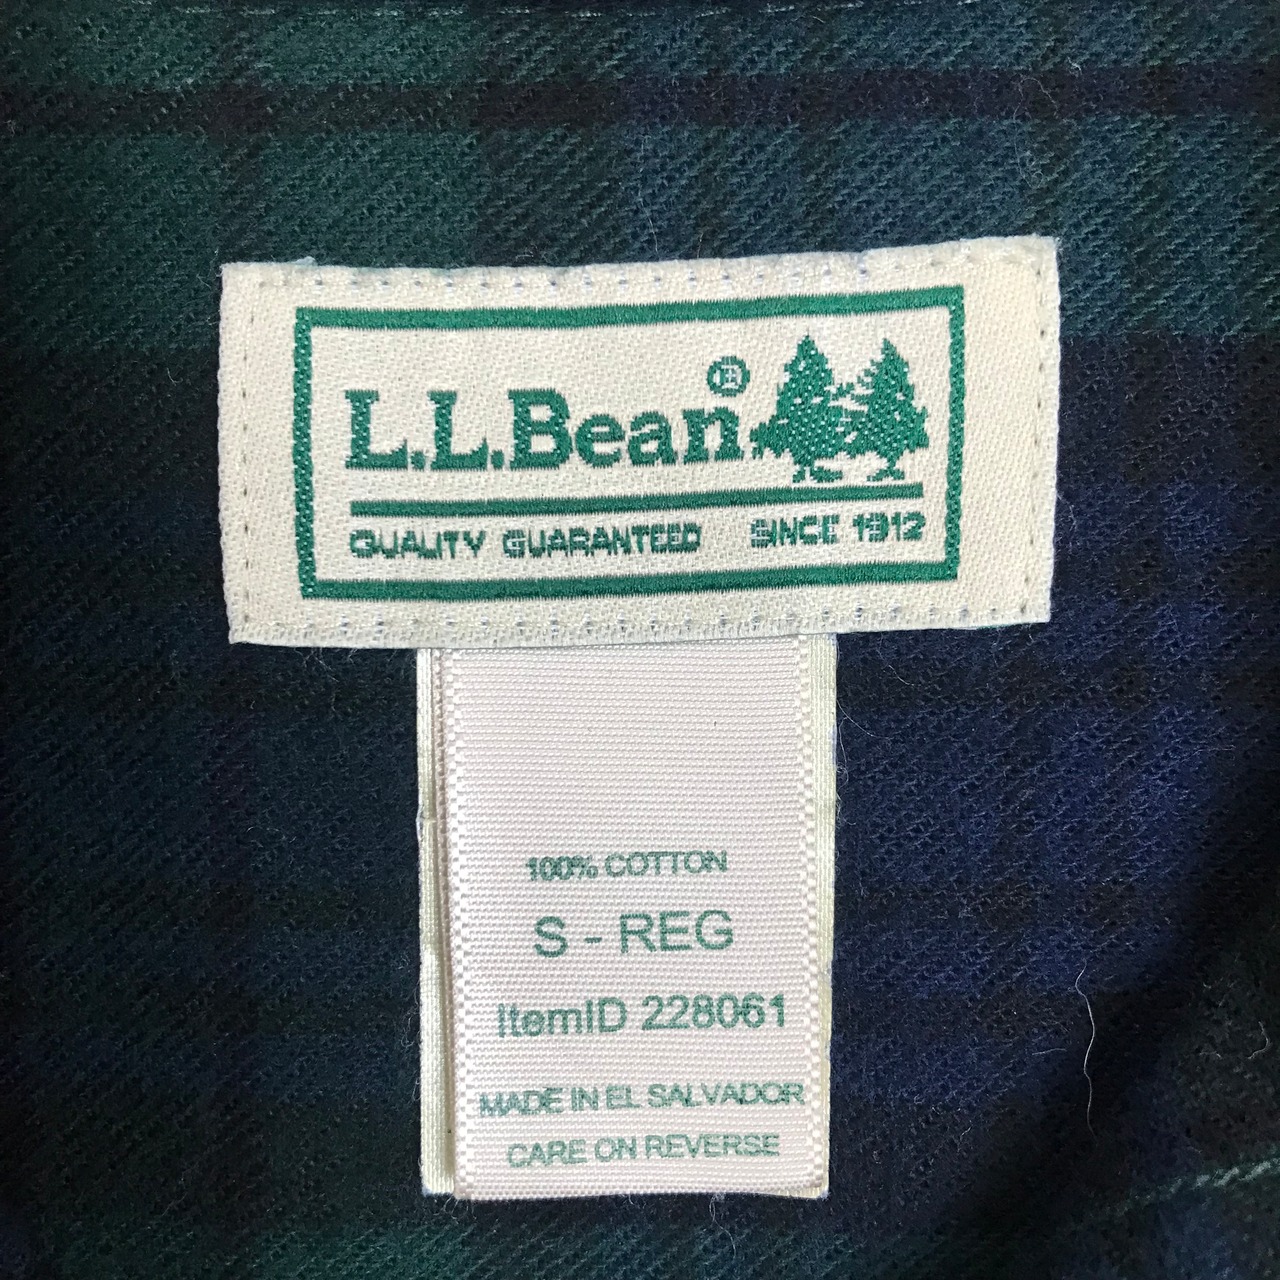 L.L.Bean®
QUALITY GUARANTEED SINCE 1912
100% COTTON
S - REG
ItemID 228061
MADE IN EL SALVADOR
CARE ON REVERSE